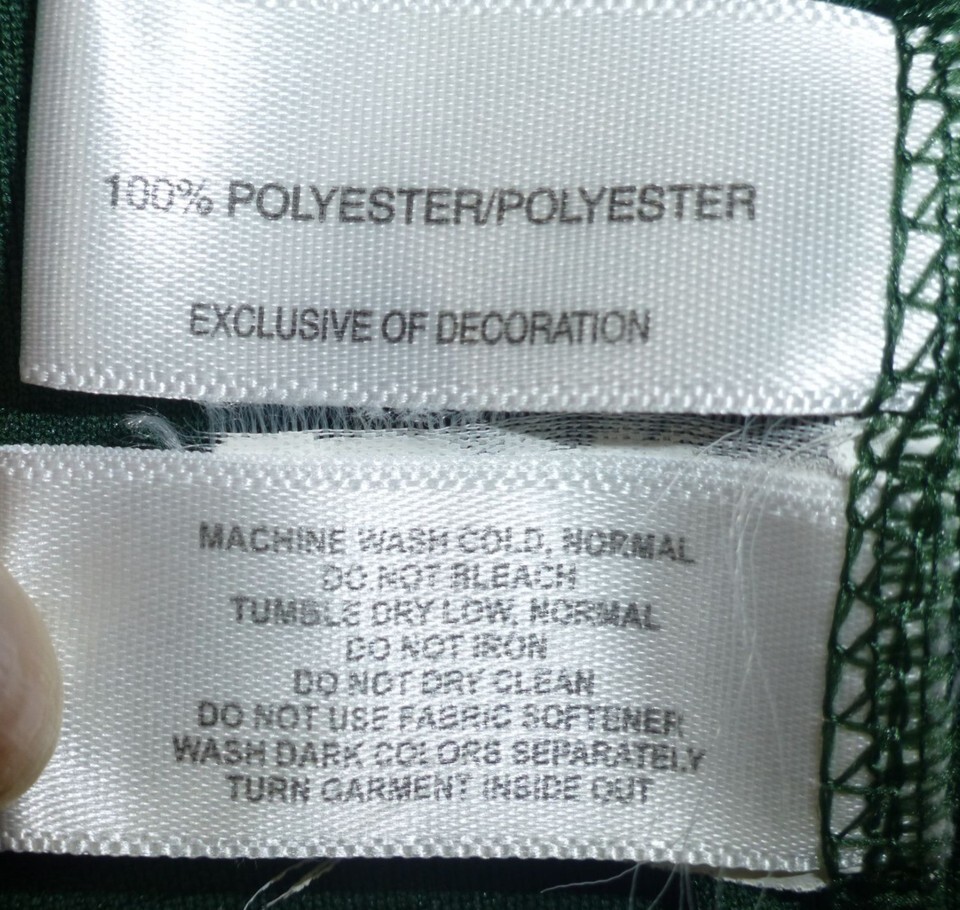 100% POLYESTER/POLYESTER
EXCLUSIVE OF DECORATION
MACHINE WASH COLD, NORMAL
DO NOT BLEACH
TUMBLE DRY LOW, NORMAL
DO NOT IRON
DO NOT DRY CLEAN
DO NOT USE FABRIC SOFTENER
WASH DARK COLORS SEPARATELY
TURN GARMENT INSIDE OUT